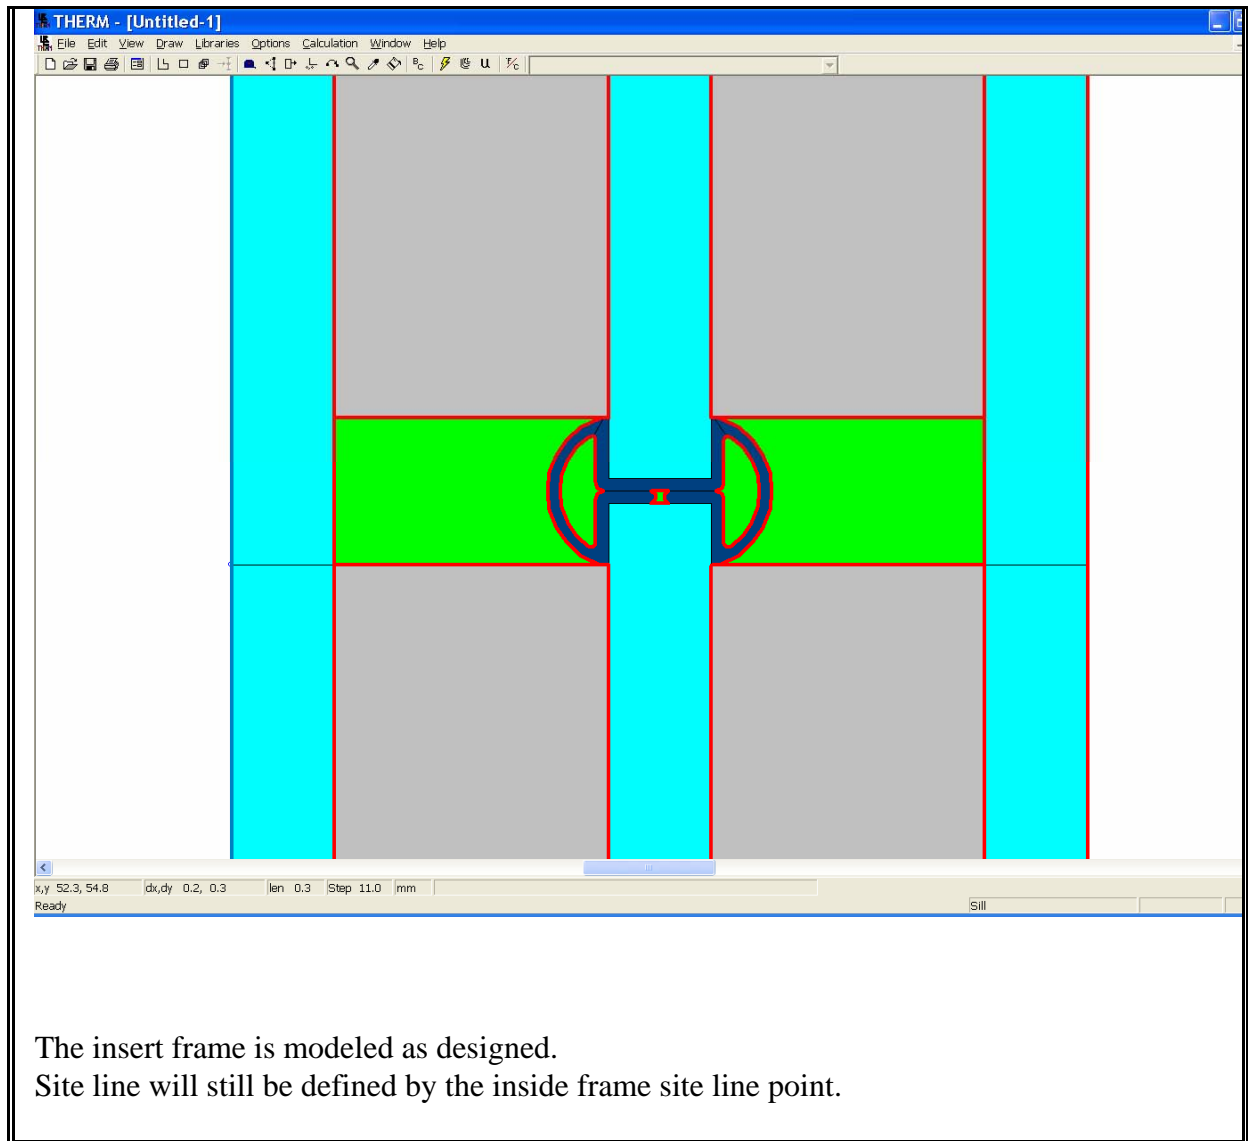 THERM - [Untitled-1]
File Edit View Draw Libraries Options Calculation Window Help
x,y 52.3, 54.8 dx,dy 0.2, 0.3 len 0.3 Step 11.0 mm
Ready Sill
The insert frame is modeled as designed.
Site line will still be defined by the inside frame site line point.